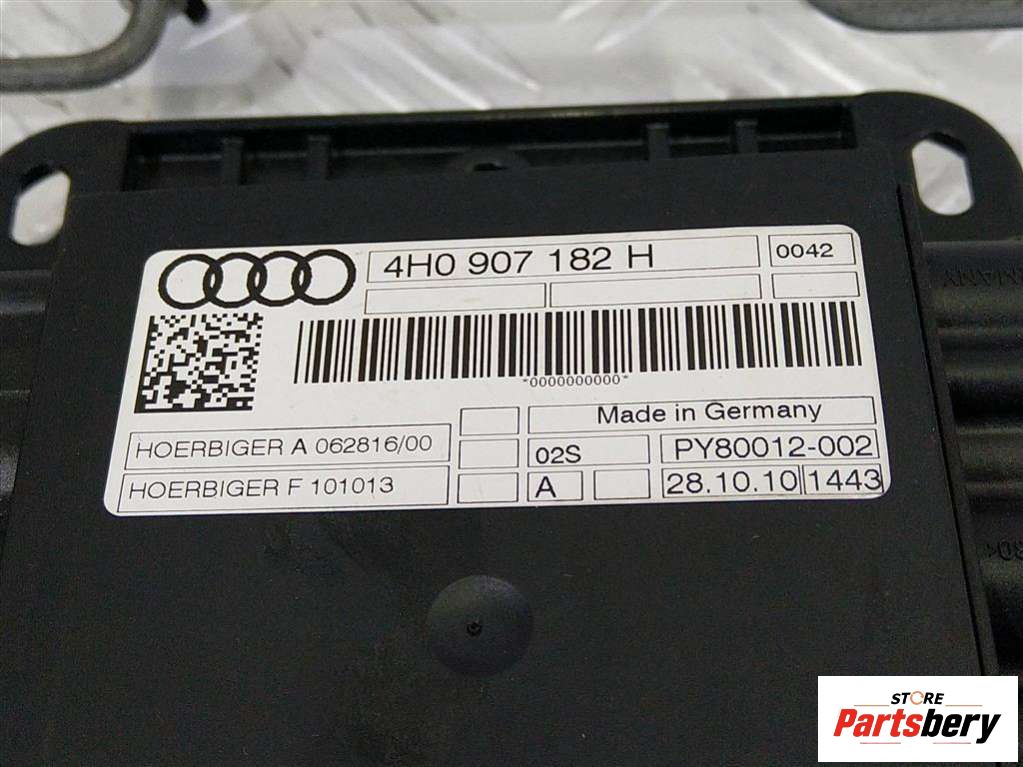 4H0 907 182 H
0042
*0000000000*
Made in Germany
HOERBIGER A 062816/00
02S
PY80012-002
HOERBIGER F 101013
A
28.10.10
1443
STORE
Partsbery